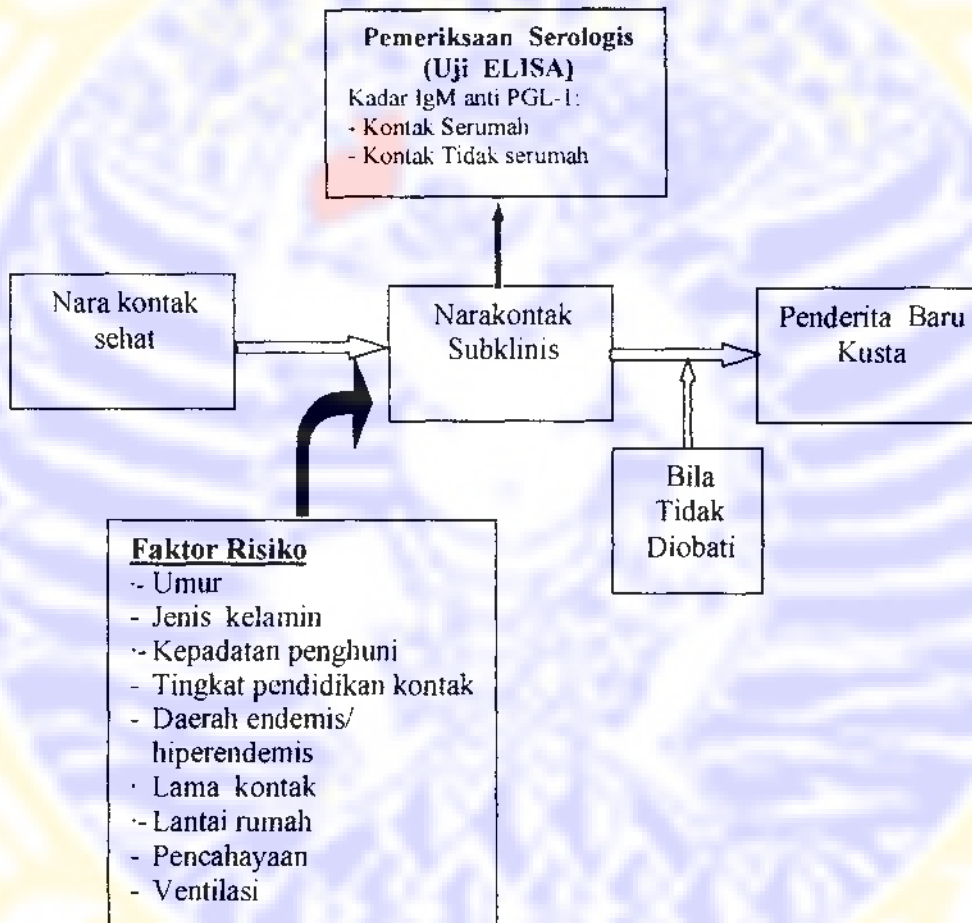 Pemeriksaan Serologis
(Uji ELISA)
Kadar IgM anti PGL-1:
- Kontak Serumah
- Kontak Tidak serumah
Nara kontak
sehat
Narakontak
Subklinis
Penderita Baru
Kusta
Bila
Tidak
Diobati
Faktor Risiko
- Umur
- Jenis kelamin
- Kepadatan penghuni
- Tingkat pendidikan kontak
- Daerah endemis/
hiperendemis
- Lama kontak
- Lantai rumah
- Pencahayaan
- Ventilasi